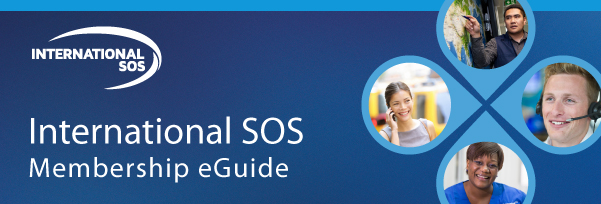 INTERNATIONAL
SOS
International SOS
Membership eGuide